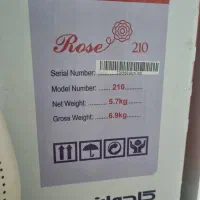 Rose 210
Serial Number:
Model Number: ........ 210 ............
Net Weight: ........ 5.7kg ............
Gross Weight: ...... 6.9kg ............